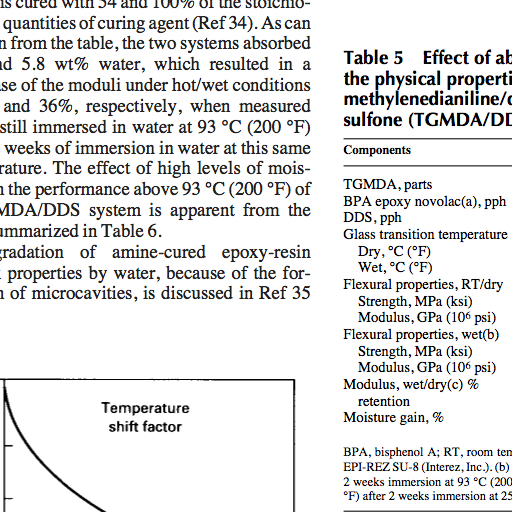 is cured with 54 and 100% of the stoichio-
quantities of curing agent (Ref 34). As can
n from the table, the two systems absorbed
nd 5.8 wt% water, which resulted in a
se of the moduli under hot/wet conditions
and 36%, respectively, when measured
still immersed in water at 93 °C (200 °F)
weeks of immersion in water at this same
rature. The effect of high levels of mois-
n the performance above 93 °C (200 °F) of
MDA/DDS system is apparent from the
ummarized in Table 6.
gradation of amine-cured epoxy-resin
properties by water, because of the for-
n of microcavities, is discussed in Ref 35
Temperature
shift factor
Table 5 Effect of ab
the physical properti
methylenedianiline/d
sulfone (TGMDA/DD
Components
TGMDA, parts
BPA epoxy novolac(a), pph
DDS, pph
Glass transition temperature
Dry, °C (°F)
Wet, °C (°F)
Flexural properties, RT/dry
Strength, MPa (ksi)
Modulus, GPa (10⁶ psi)
Flexural properties, wet(b)
Strength, MPa (ksi)
Modulus, GPa (10⁶ psi)
Modulus, wet/dry(c) %
retention
Moisture gain, %
BPA, bisphenol A; RT, room tem
EPI-REZ SU-8 (Interez, Inc.). (b)
2 weeks immersion at 93 °C (200
°F) after 2 weeks immersion at 25